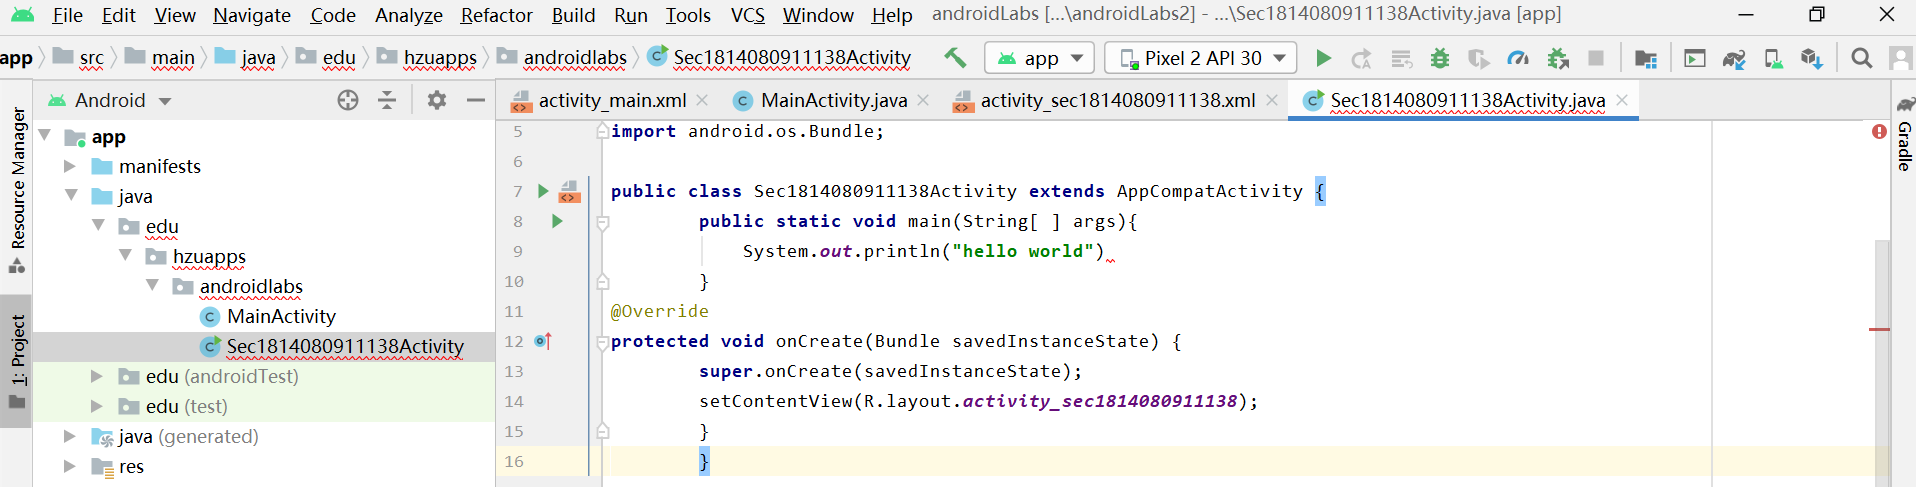 File Edit View Navigate Code Analyze Refactor Build Run Tools VCS Window Help androidLabs [...\androidLabs2] - ...\Sec1814080911138Activity.java [app]
app src main java edu hzuapps androidlabs Sec1814080911138Activity app Pixel 2 API 30
Android
activity_main.xml MainActivity.java activity_sec1814080911138.xml Sec1814080911138Activity.java
Resource Manager
1: Project
app
manifests
java
edu
hzuapps
androidlabs
MainActivity
Sec1814080911138Activity
edu (androidTest)
edu (test)
java (generated)
res
5 import android.os.Bundle;
6
7 public class Sec1814080911138Activity extends AppCompatActivity {
8 public static void main(String[ ] args){
9 System.out.println("hello world")
10 }
11 @Override
12 protected void onCreate(Bundle savedInstanceState) {
13 super.onCreate(savedInstanceState);
14 setContentView(R.layout.activity_sec1814080911138);
15 }
16 }
Gradle